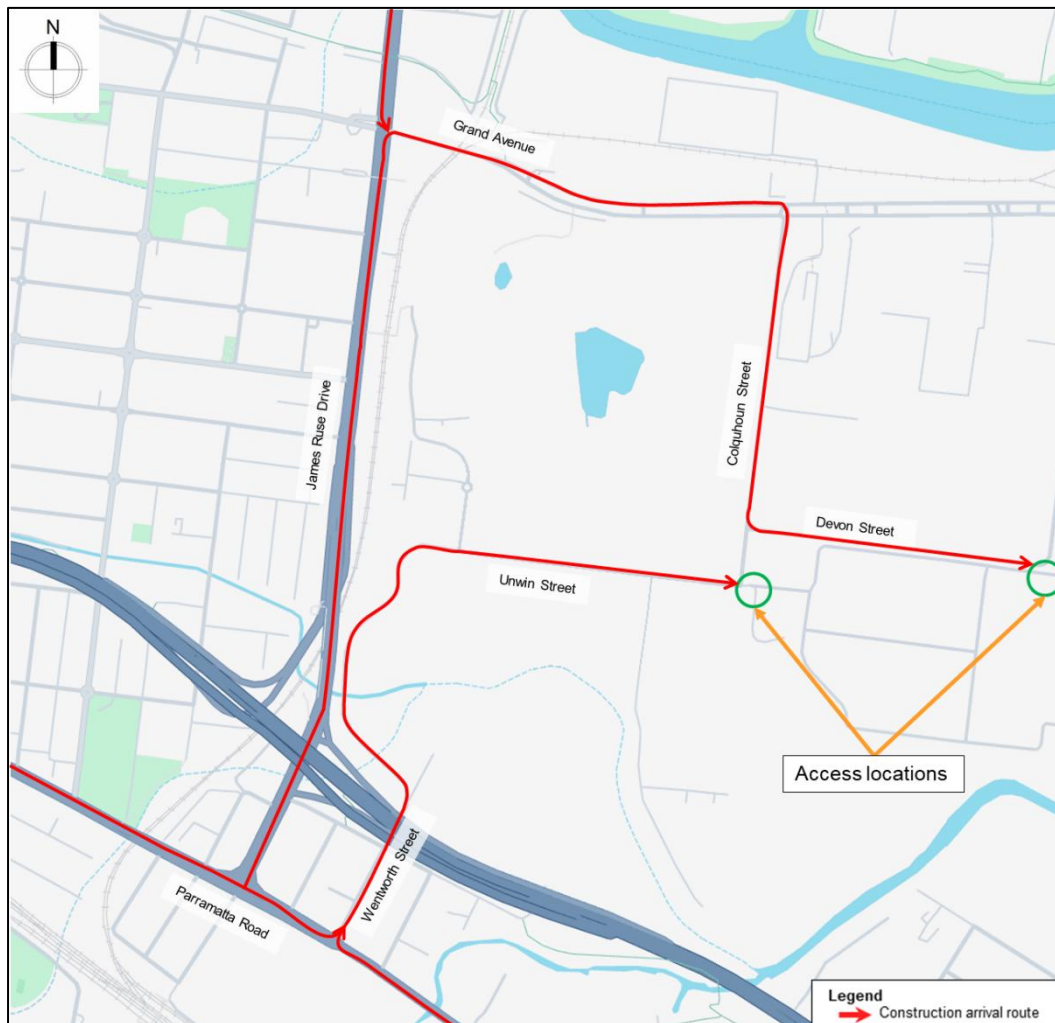 N
Grand Avenue
James Ruse Drive
Colquhoun Street
Devon Street
Unwin Street
Access locations
Wentworth Street
Parramatta Road
Legend
Construction arrival route